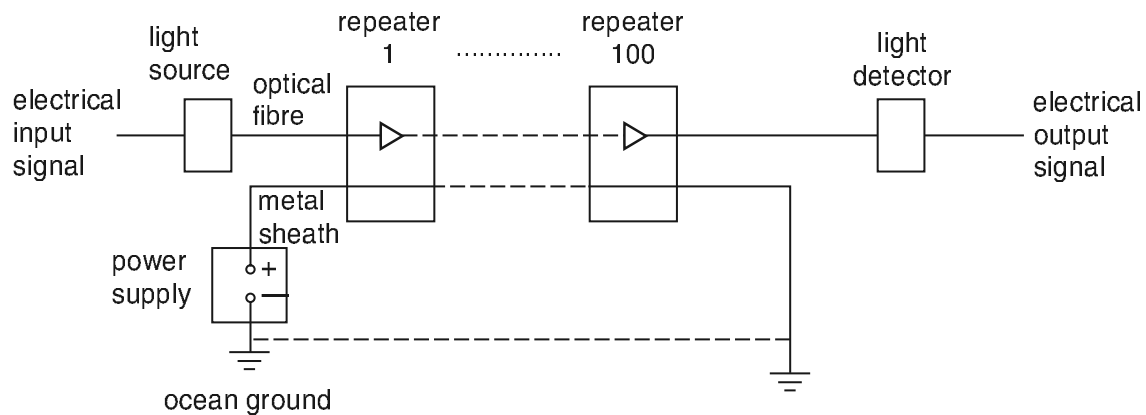 repeater
1
repeater
100
light
source
light
detector
optical
fibre
electrical
input
signal
electrical
output
signal
metal
sheath
power
supply
+
−
ocean ground